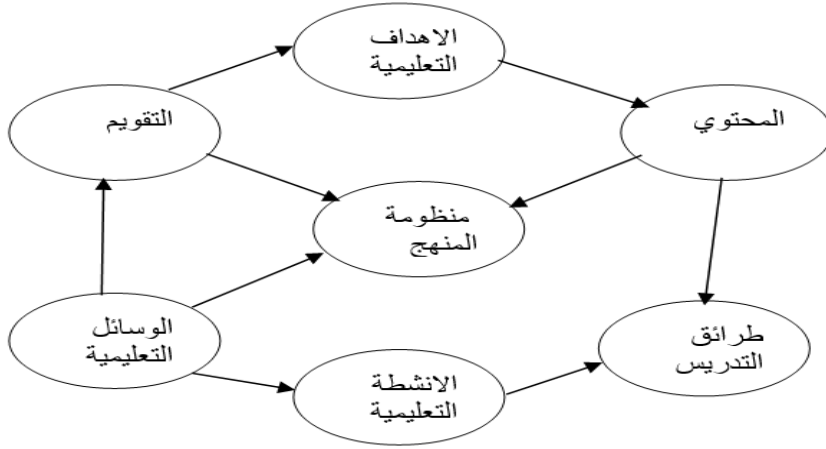 الاهداف
التعليمية
المحتوي
التقويم
منظومة
المنهج
طرائق
التدريس
الوسائل
التعليمية
الانشطة
التعليمية